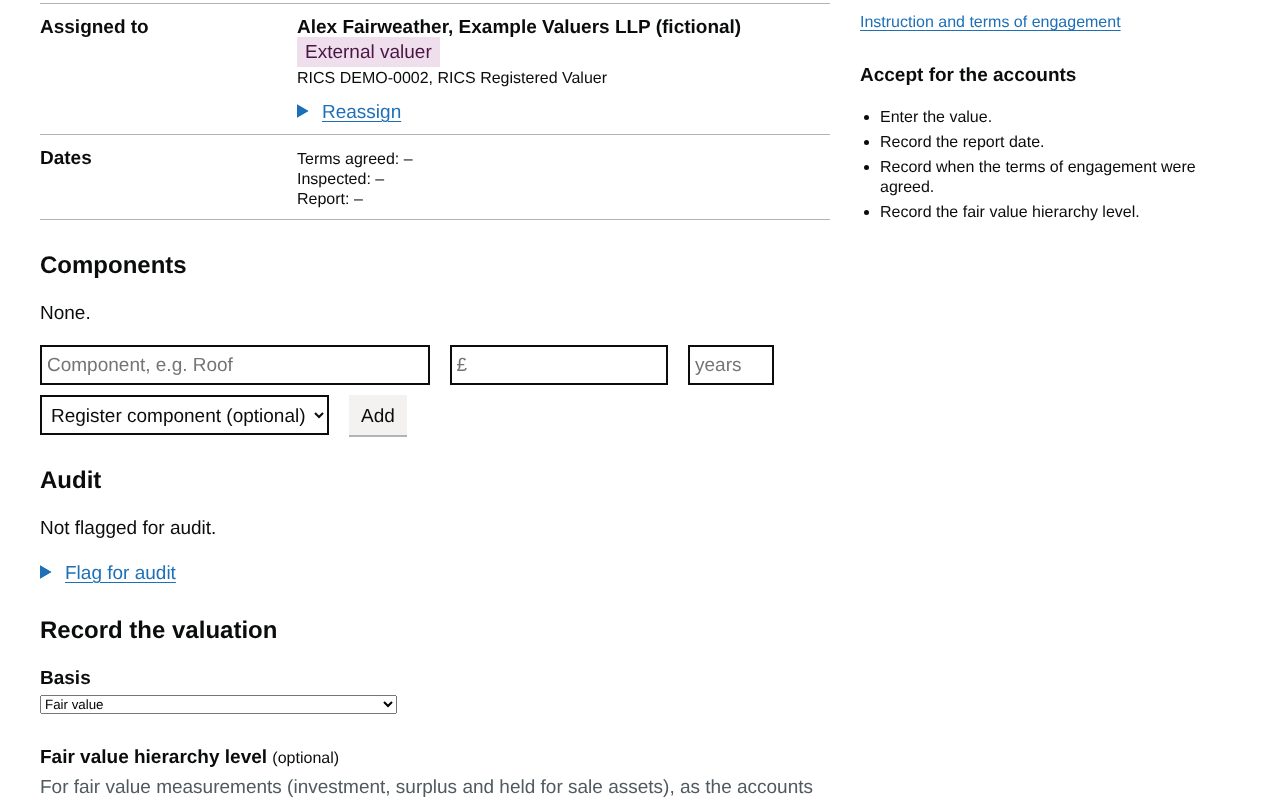 Assigned to
Alex Fairweather, Example Valuers LLP (fictional)
External valuer
RICS DEMO-0002, RICS Registered Valuer
Reassign
Dates
Terms agreed: –
Inspected: –
Report: –
Components
None.
Component, e.g. Roof
£
years
Register component (optional)
Add
Audit
Not flagged for audit.
Flag for audit
Record the valuation
Basis
Fair value
Fair value hierarchy level (optional)
For fair value measurements (investment, surplus and held for sale assets), as the accounts
Instruction and terms of engagement
Accept for the accounts
Enter the value.
Record the report date.
Record when the terms of engagement were
agreed.
Record the fair value hierarchy level.